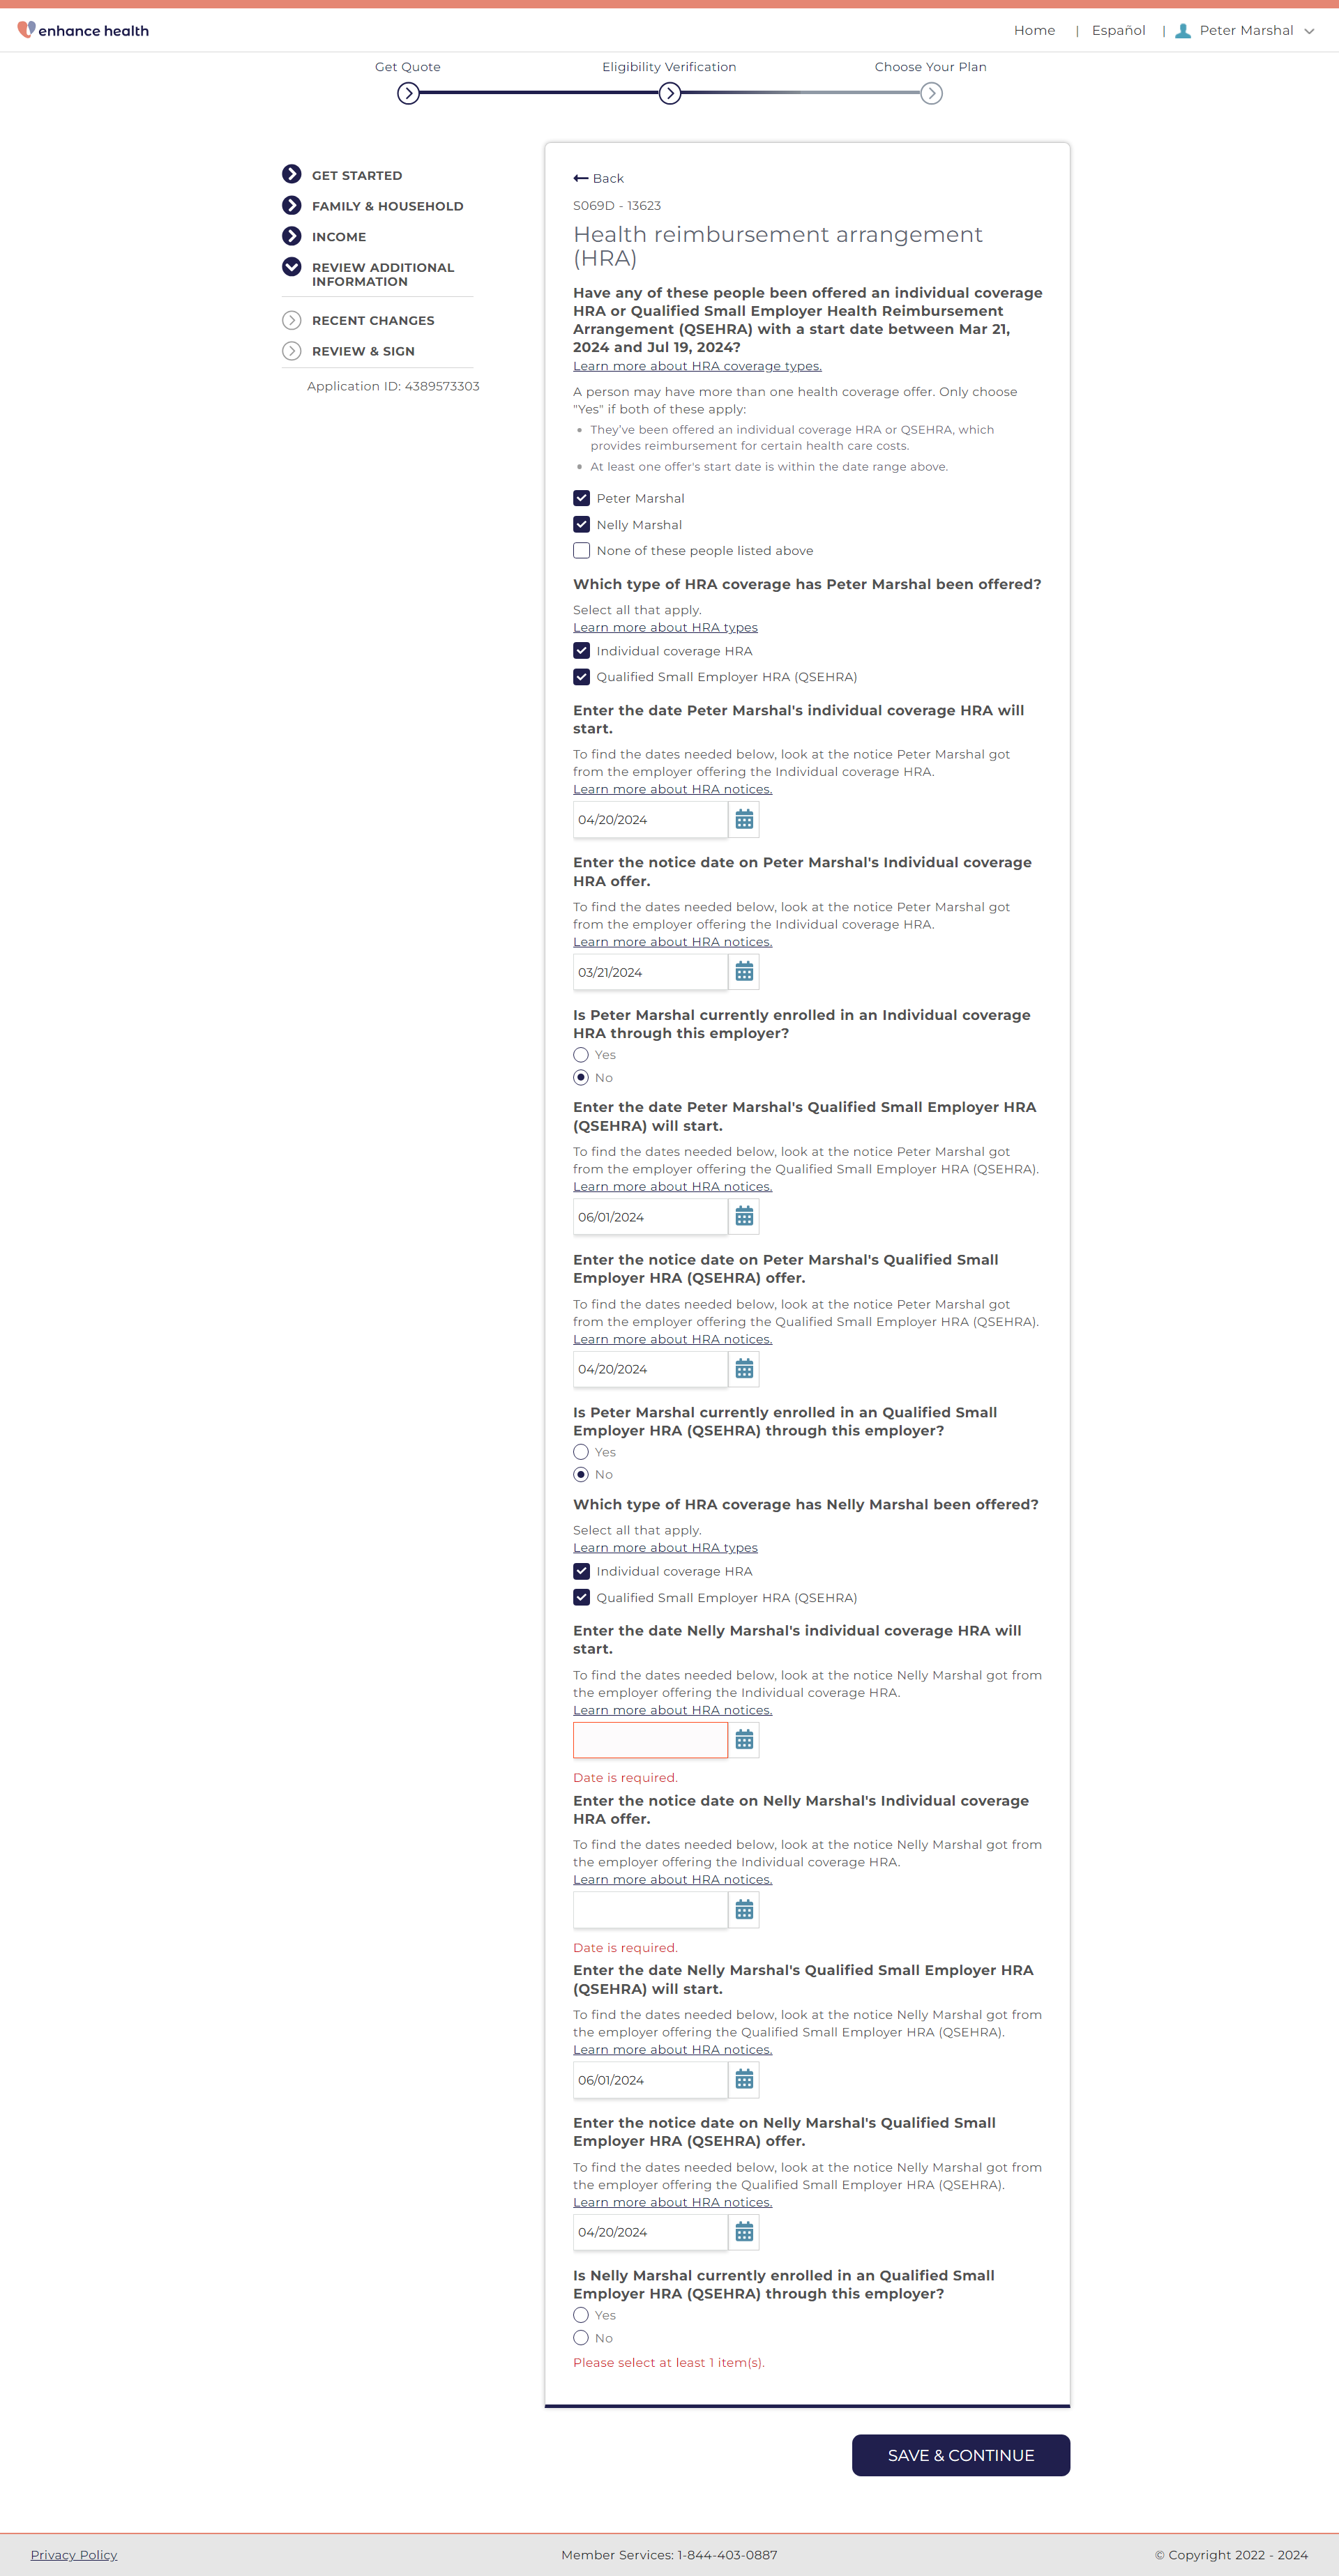 enhance health
Home | Español | Peter Marshal
Get Quote
Eligibility Verification
Choose Your Plan
GET STARTED
FAMILY & HOUSEHOLD
INCOME
REVIEW ADDITIONAL
INFORMATION
RECENT CHANGES
REVIEW & SIGN
Application ID: 4389573303
Back
S069D - 13623
Health reimbursement arrangement
(HRA)
Have any of these people been offered an individual coverage
HRA or Qualified Small Employer Health Reimbursement
Arrangement (QSEHRA) with a start date between Mar 21,
2024 and Jul 19, 2024?
Learn more about HRA coverage types.
A person may have more than one health coverage offer. Only choose
"Yes" if both of these apply:
• They've been offered an individual coverage HRA or QSEHRA, which
provides reimbursement for certain health care costs.
• At least one offer's start date is within the date range above.
Peter Marshal
Nelly Marshal
None of these people listed above
Which type of HRA coverage has Peter Marshal been offered?
Select all that apply.
Learn more about HRA types
Individual coverage HRA
Qualified Small Employer HRA (QSEHRA)
Enter the date Peter Marshal's individual coverage HRA will
start.
To find the dates needed below, look at the notice Peter Marshal got
from the employer offering the Individual coverage HRA.
Learn more about HRA notices.
04/20/2024
Enter the notice date on Peter Marshal's Individual coverage
HRA offer.
To find the dates needed below, look at the notice Peter Marshal got
from the employer offering the Individual coverage HRA.
Learn more about HRA notices.
03/21/2024
Is Peter Marshal currently enrolled in an Individual coverage
HRA through this employer?
Yes
No
Enter the date Peter Marshal's Qualified Small Employer HRA
(QSEHRA) will start.
To find the dates needed below, look at the notice Peter Marshal got
from the employer offering the Qualified Small Employer HRA (QSEHRA).
Learn more about HRA notices.
06/01/2024
Enter the notice date on Peter Marshal's Qualified Small
Employer HRA (QSEHRA) offer.
To find the dates needed below, look at the notice Peter Marshal got
from the employer offering the Qualified Small Employer HRA (QSEHRA).
Learn more about HRA notices.
04/20/2024
Is Peter Marshal currently enrolled in an Qualified Small
Employer HRA (QSEHRA) through this employer?
Yes
No
Which type of HRA coverage has Nelly Marshal been offered?
Select all that apply.
Learn more about HRA types
Individual coverage HRA
Qualified Small Employer HRA (QSEHRA)
Enter the date Nelly Marshal's individual coverage HRA will
start.
To find the dates needed below, look at the notice Nelly Marshal got from
the employer offering the Individual coverage HRA.
Learn more about HRA notices.
Date is required.
Enter the notice date on Nelly Marshal's Individual coverage
HRA offer.
To find the dates needed below, look at the notice Nelly Marshal got from
the employer offering the Individual coverage HRA.
Learn more about HRA notices.
Date is required.
Enter the date Nelly Marshal's Qualified Small Employer HRA
(QSEHRA) will start.
To find the dates needed below, look at the notice Nelly Marshal got from
the employer offering the Qualified Small Employer HRA (QSEHRA).
Learn more about HRA notices.
06/01/2024
Enter the notice date on Nelly Marshal's Qualified Small
Employer HRA (QSEHRA) offer.
To find the dates needed below, look at the notice Nelly Marshal got from
the employer offering the Qualified Small Employer HRA (QSEHRA).
Learn more about HRA notices.
04/20/2024
Is Nelly Marshal currently enrolled in an Qualified Small
Employer HRA (QSEHRA) through this employer?
Yes
No
Please select at least 1 item(s).
SAVE & CONTINUE
Privacy Policy
Member Services: 1-844-403-0887
© Copyright 2022 - 2024